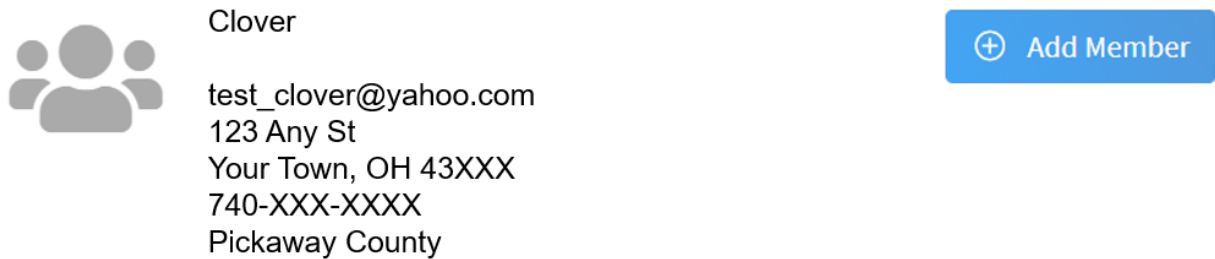 Clover
Add Member
test_clover@yahoo.com
123 Any St
Your Town, OH 43XXX
740-XXX-XXXX
Pickaway County